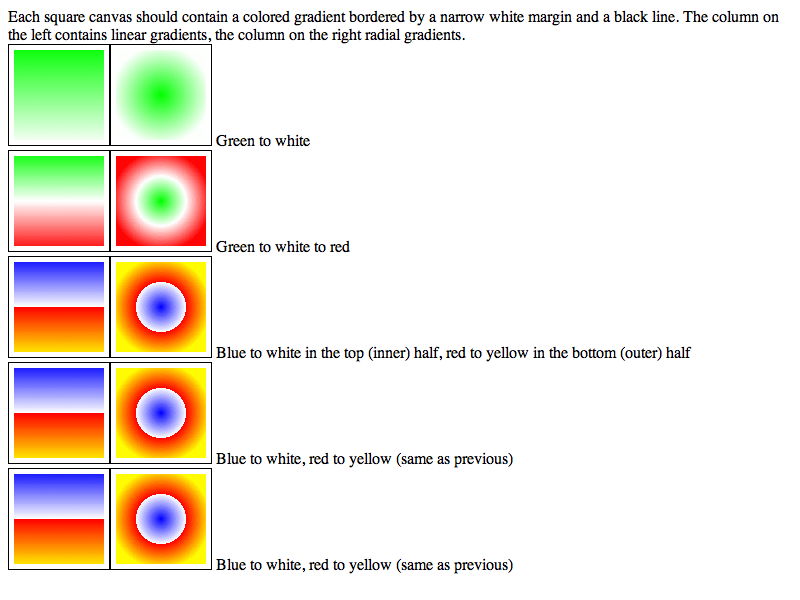 Each square canvas should contain a colored gradient bordered by a narrow white margin and a black line. The column on
the left contains linear gradients, the column on the right radial gradients.
Green to white
Green to white to red
Blue to white in the top (inner) half, red to yellow in the bottom (outer) half
Blue to white, red to yellow (same as previous)
Blue to white, red to yellow (same as previous)